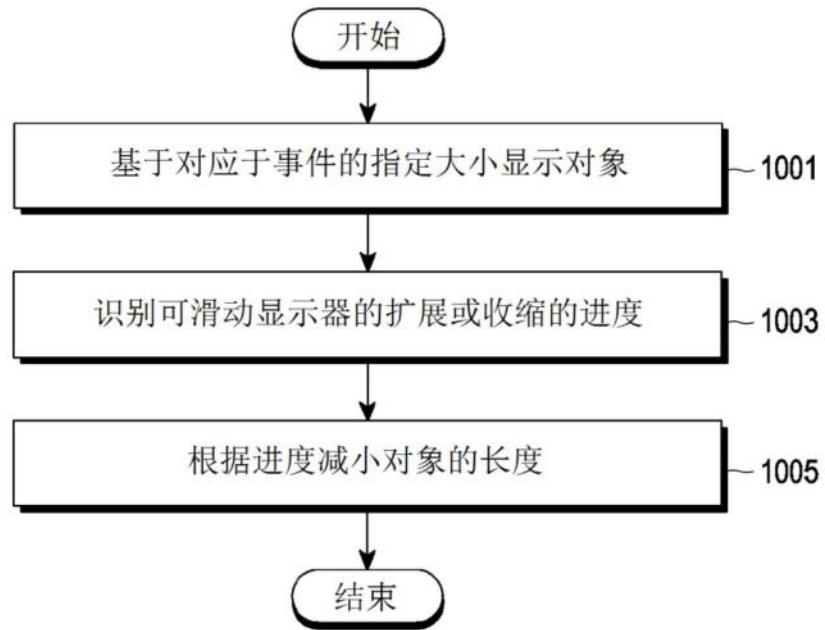 开始
基于对应于事件的指定大小显示对象
1001
识别可滑动显示器的扩展或收缩的进度
1003
根据进度减小对象的长度
1005
结束